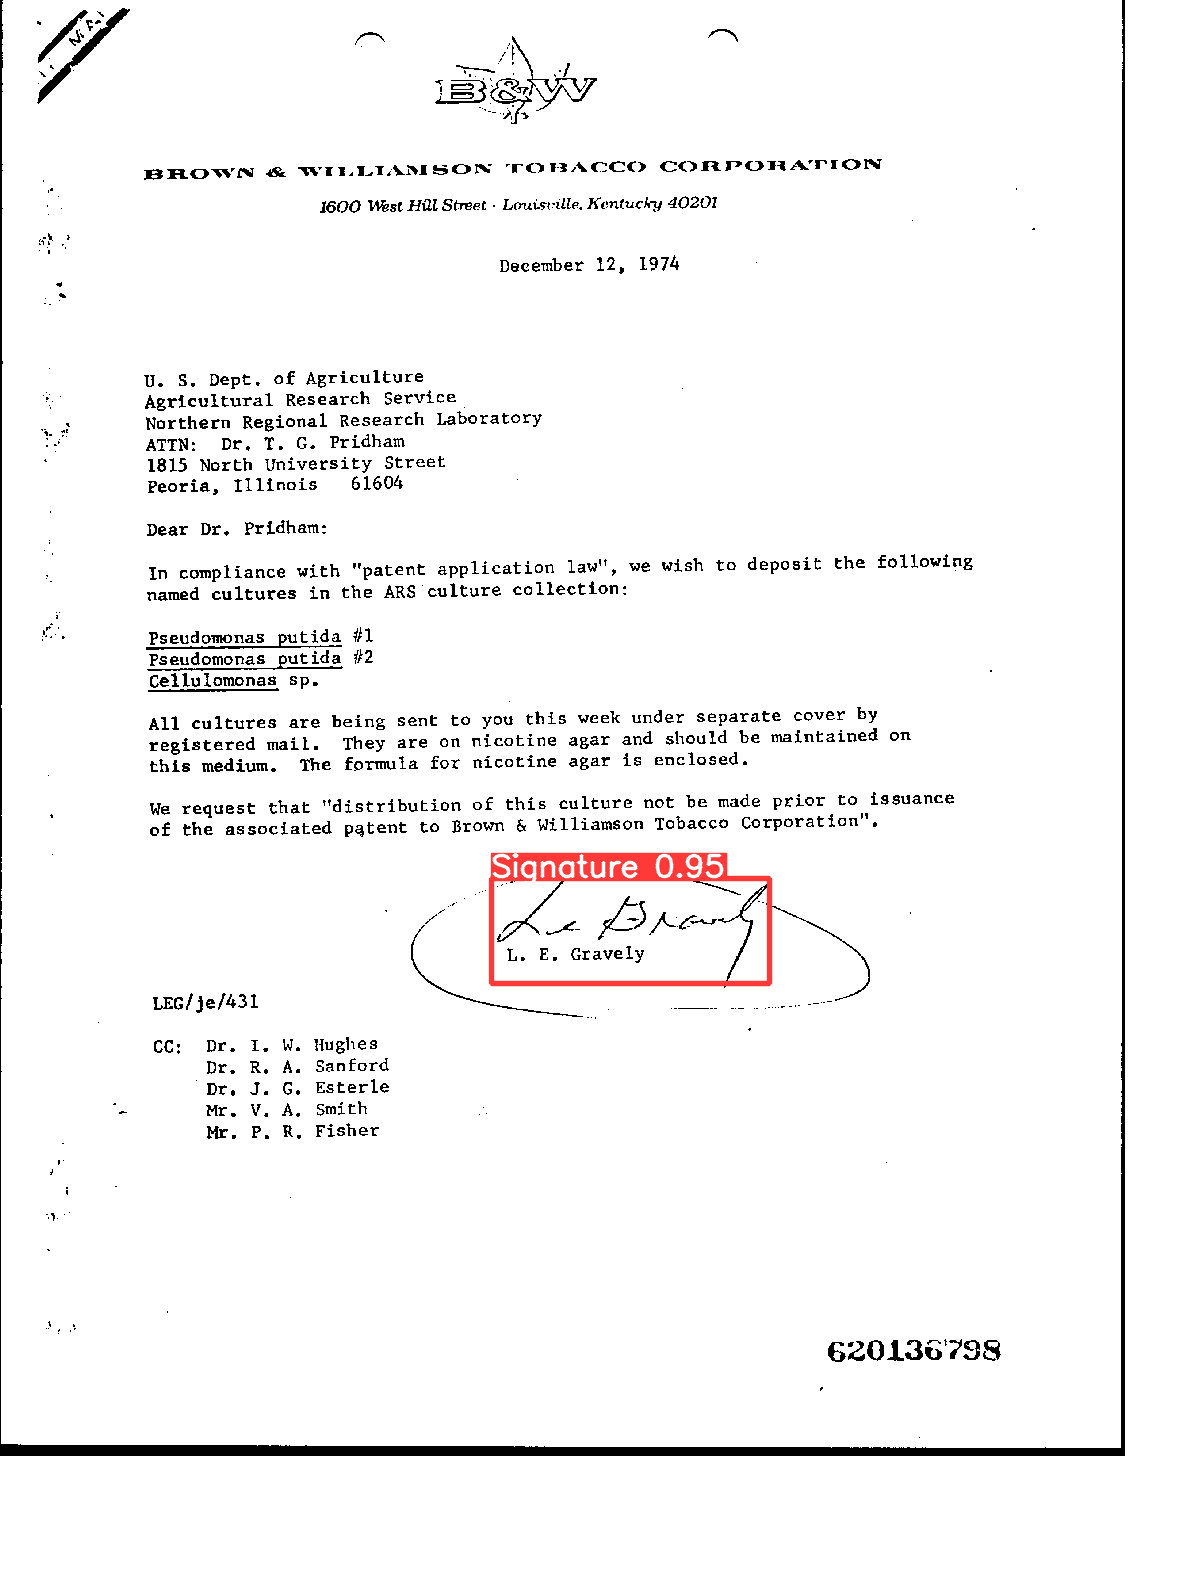 MAI
B&W
BROWN & WILLIAMSON TOBACCO CORPORATION
1600 West Hill Street · Louisville, Kentucky 40201
December 12, 1974
U. S. Dept. of Agriculture
Agricultural Research Service
Northern Regional Research Laboratory
ATTN: Dr. T. G. Pridham
1815 North University Street
Peoria, Illinois 61604
Dear Dr. Pridham:
In compliance with "patent application law", we wish to deposit the following
named cultures in the ARS culture collection:
Pseudomonas putida #1
Pseudomonas putida #2
Cellulomonas sp.
All cultures are being sent to you this week under separate cover by
registered mail. They are on nicotine agar and should be maintained on
this medium. The formula for nicotine agar is enclosed.
We request that "distribution of this culture not be made prior to issuance
of the associated patent to Brown & Williamson Tobacco Corporation".
Signature 0.95
L e Gravely
L. E. Gravely
LEG/je/431
CC: Dr. I. W. Hughes
Dr. R. A. Sanford
Dr. J. G. Esterle
Mr. V. A. Smith
Mr. P. R. Fisher
620136798